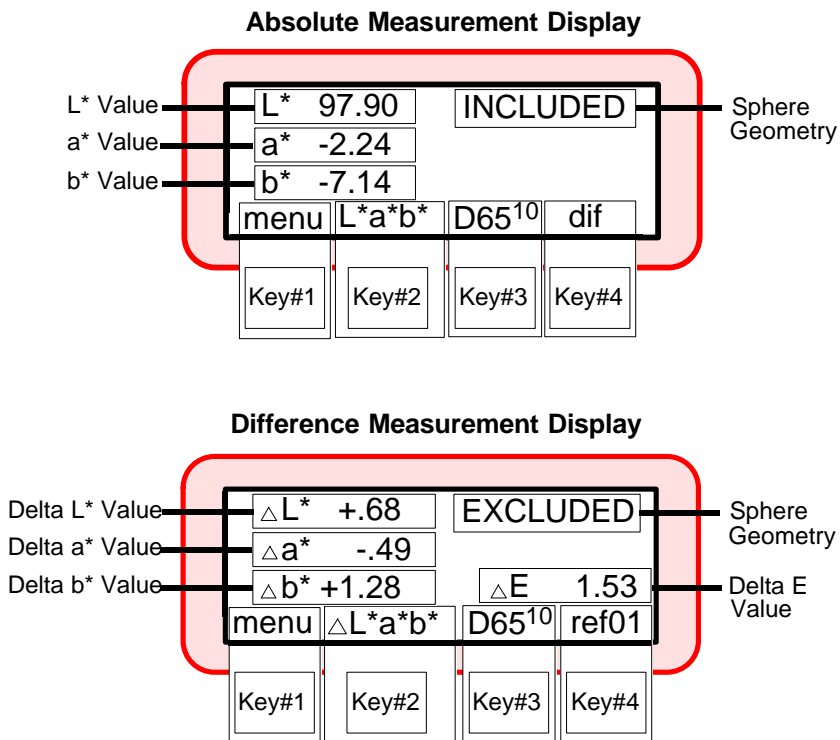 Absolute Measurement Display
L* Value
L* 97.90
INCLUDED
Sphere
Geometry
a* Value
a* -2.24
b* Value
b* -7.14
menu L*a*b* D65¹⁰ dif
Key#1 Key#2 Key#3 Key#4
Difference Measurement Display
Delta L* Value
△L* +.68
EXCLUDED
Sphere
Geometry
Delta a* Value
△a* -.49
Delta b* Value
△b* +1.28
△E 1.53
Delta E
Value
menu △L*a*b* D65¹⁰ ref01
Key#1 Key#2 Key#3 Key#4